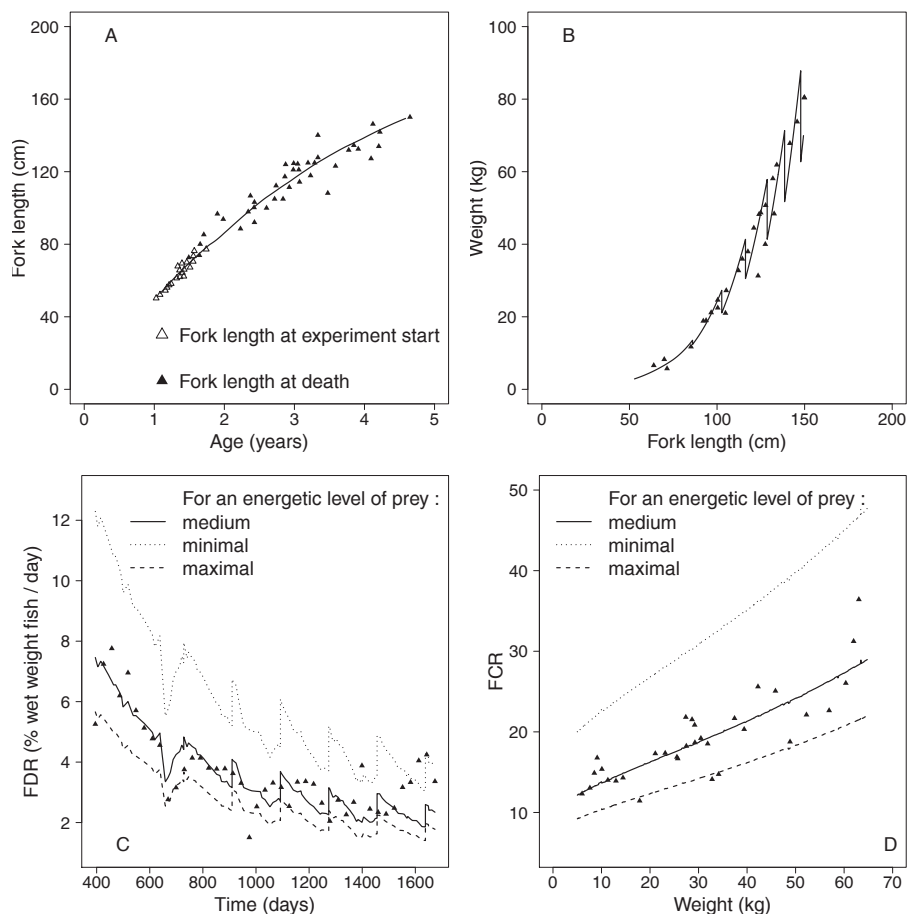 A
Fork length (cm)
200
160
120
80
40
0
△ Fork length at experiment start
▲ Fork length at death
0 1 2 3 4 5
Age (years)
B
Weight (kg)
100
80
60
40
20
0
0 50 100 150 200
Fork length (cm)
For an energetic level of prey :
medium
minimal
maximal
FDR (% wet weight fish / day)
12
10
8
6
4
2
C
400 600 800 1000 1200 1400 1600
Time (days)
For an energetic level of prey :
medium
minimal
maximal
FCR
50
40
30
20
10
D
0 10 20 30 40 50 60 70
Weight (kg)